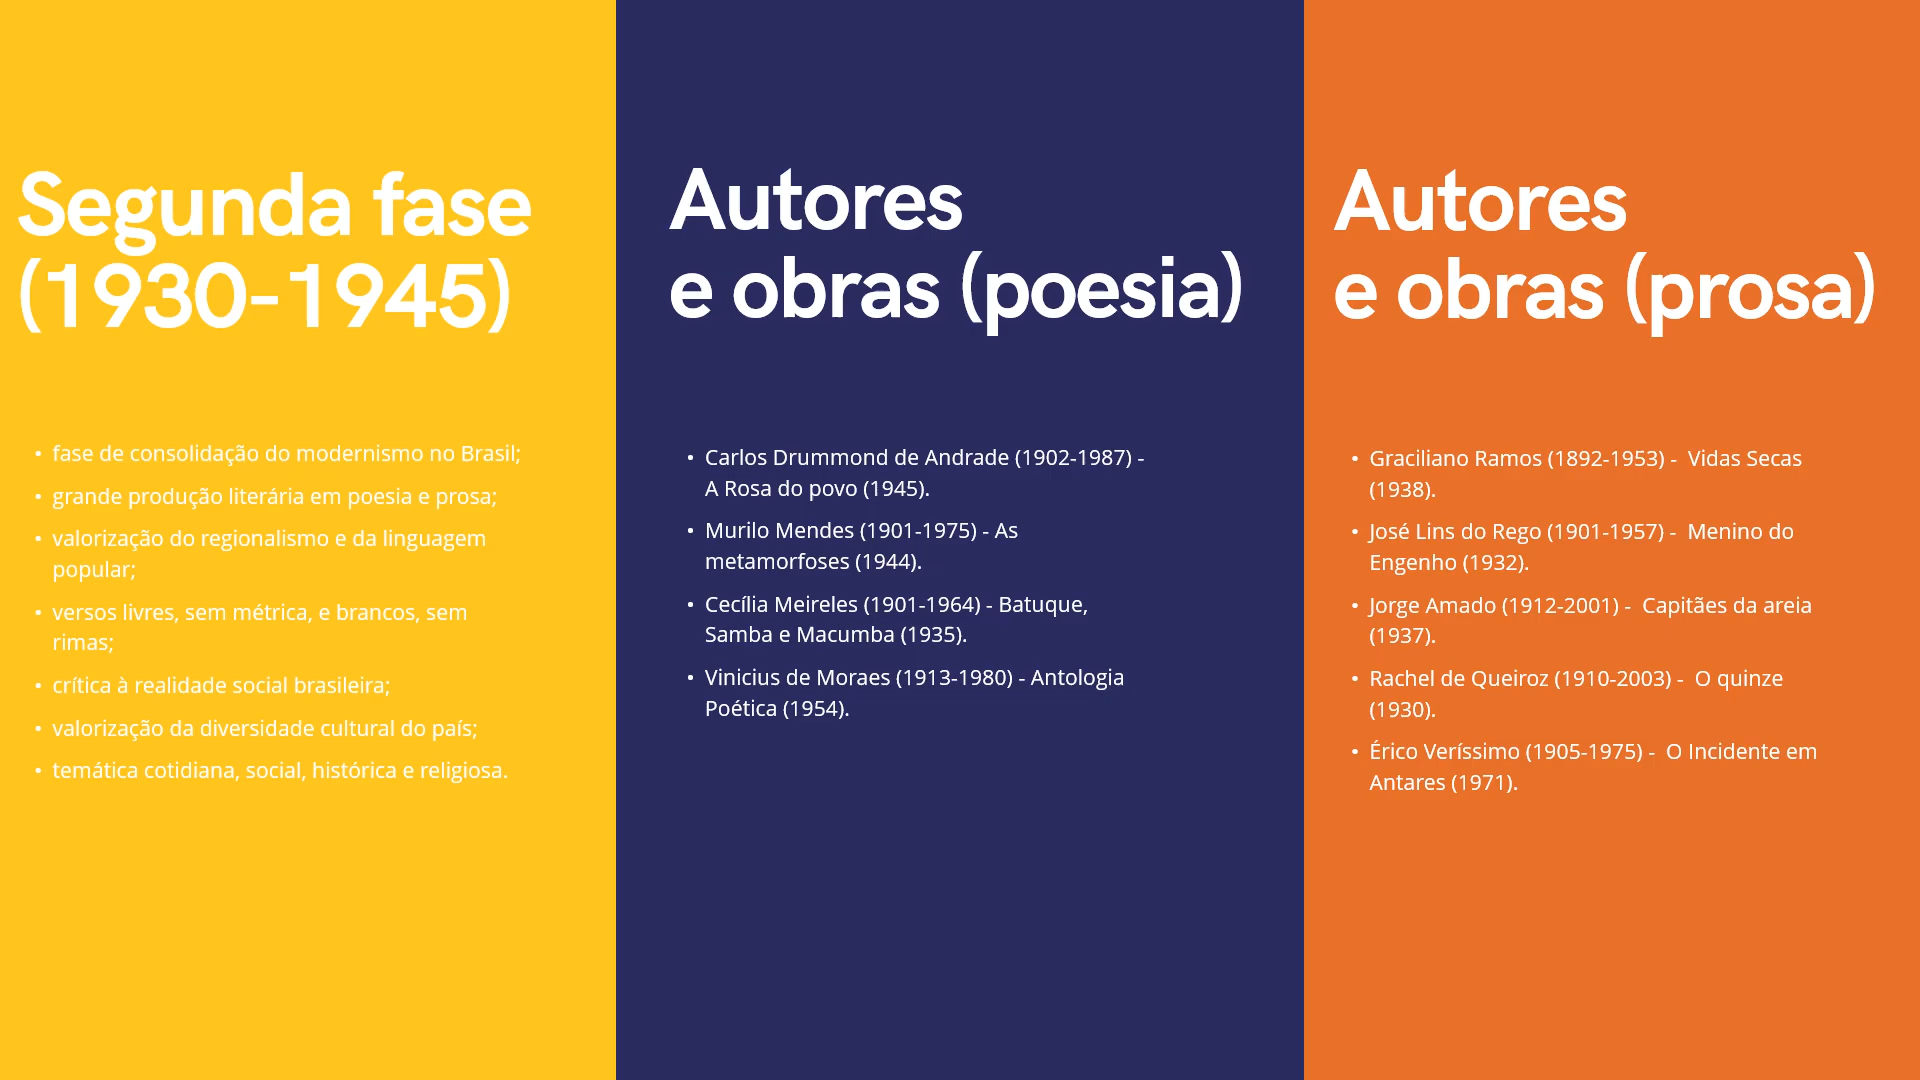 Segunda fase
(1930-1945)
• fase de consolidação do modernismo no Brasil;
• grande produção literária em poesia e prosa;
• valorização do regionalismo e da linguagem
popular;
• versos livres, sem métrica, e brancos, sem
rimas;
• crítica à realidade social brasileira;
• valorização da diversidade cultural do país;
• temática cotidiana, social, histórica e religiosa.
Autores
e obras (poesia)
• Carlos Drummond de Andrade (1902-1987) -
A Rosa do povo (1945).
• Murilo Mendes (1901-1975) - As
metamorfoses (1944).
• Cecília Meireles (1901-1964) - Batuque,
Samba e Macumba (1935).
• Vinicius de Moraes (1913-1980) - Antologia
Poética (1954).
Autores
e obras (prosa)
• Graciliano Ramos (1892-1953) -  Vidas Secas
(1938).
• José Lins do Rego (1901-1957) -  Menino do
Engenho (1932).
• Jorge Amado (1912-2001) -  Capitães da areia
(1937).
• Rachel de Queiroz (1910-2003) -  O quinze
(1930).
• Érico Veríssimo (1905-1975) -  O Incidente em
Antares (1971).